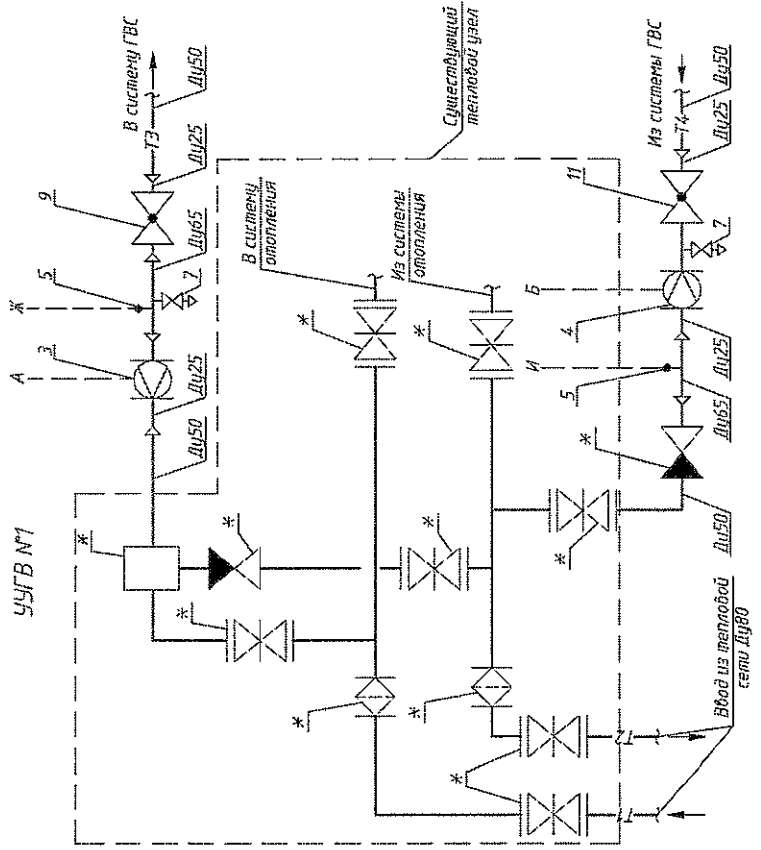 УУГВ N°1
А
Ж
В систему ГВС
3
5
9
Т3
Ду50
Ду25
Ду65
7
Ду25
Ду50
*
*
*
В систему
отопления
*
Существующий
тепловой узел
Из системы
отопления
*
*
*
*
*
*
Т1
Т2
Ввод из тепловой
сети Ду80
И
Б
Из системы ГВС
5
4
11
Т4
Ду50
Ду25
7
Ду25
Ду65
*
Ду50